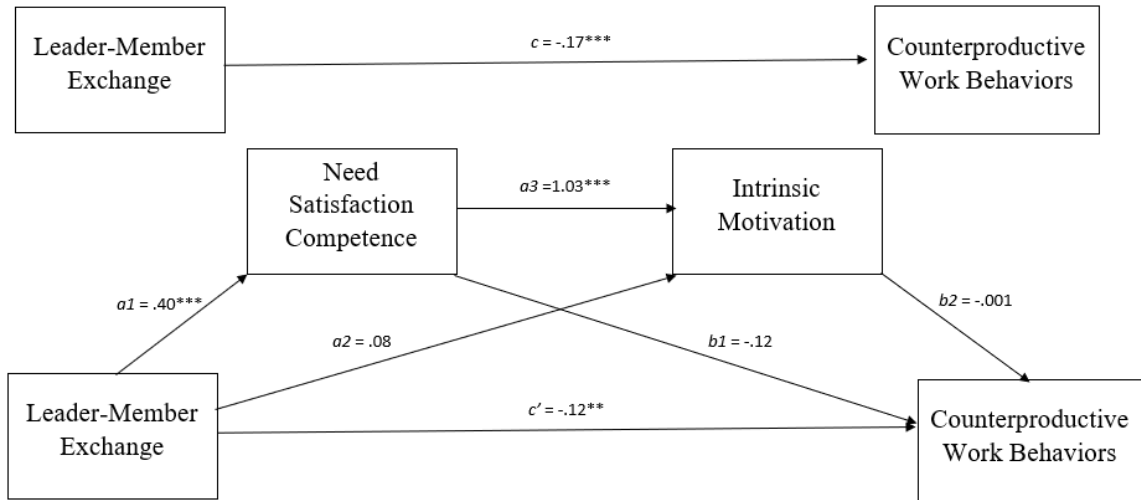 Leader-Member
Exchange
c = -.17***
Counterproductive
Work Behaviors
Need
Satisfaction
Competence
a3 =1.03***
Intrinsic
Motivation
a1 = .40***
a2 = .08
b1 = -.12
b2 = -.001
Leader-Member
Exchange
c' = -.12**
Counterproductive
Work Behaviors